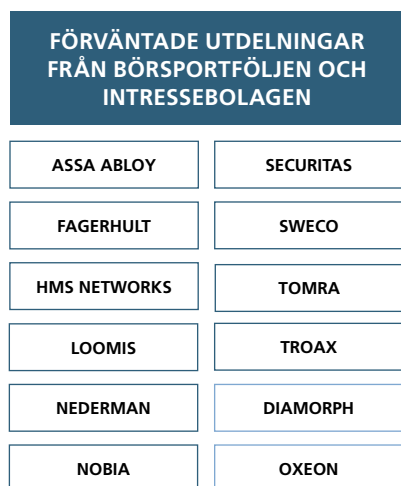 FÖRVÄNTADE UTDELNINGAR
FRÅN BÖRSPORTFÖLJEN OCH
INTRESSEBOLAGEN
ASSA ABLOY
SECURITAS
FAGERHULT
SWECO
HMS NETWORKS
TOMRA
LOOMIS
TROAX
NEDERMAN
DIAMORPH
NOBIA
OXEON